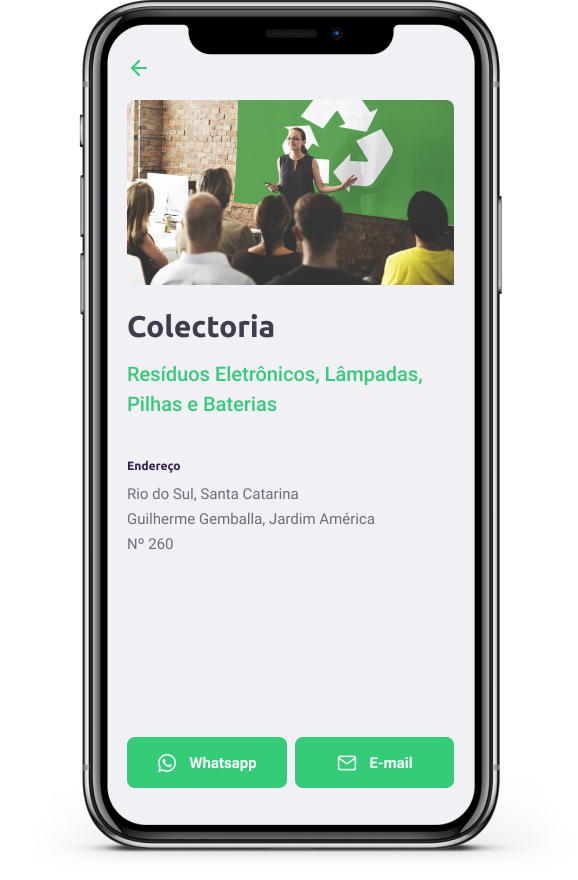 Colectoria
Resíduos Eletrônicos, Lâmpadas,
Pilhas e Baterias
Endereço
Rio do Sul, Santa Catarina
Guilherme Gemballa, Jardim América
Nº 260
Whatsapp
E-mail